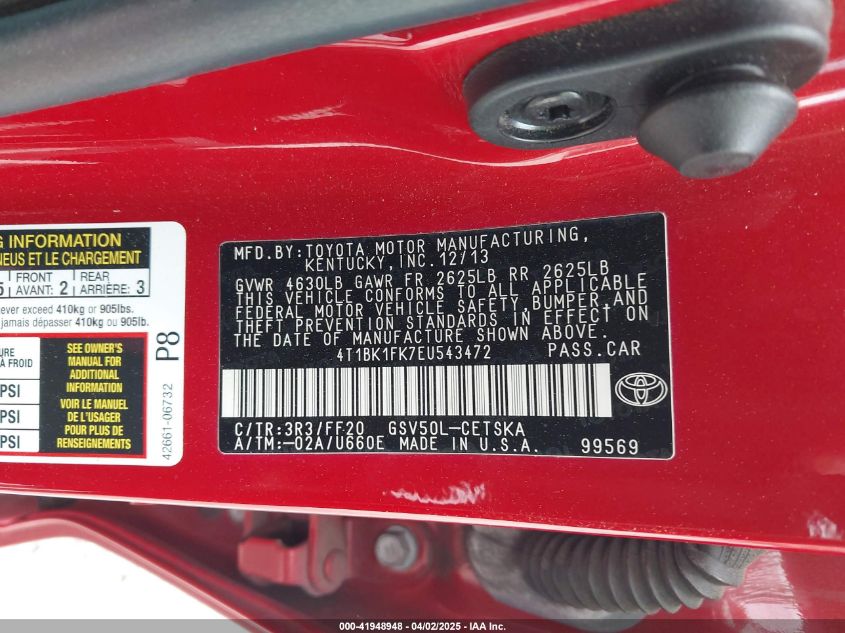 G INFORMATION
NEUS ET LE CHARGEMENT
5 FRONT AVANT: 2 REAR ARRIÈRE: 3
ever exceed 410kg or 905lbs.
jamais dépasser 410kg ou 905lb.
URE
À FROID
PSI
PSI
PSI
SEE OWNER'S
MANUAL FOR
ADDITIONAL
INFORMATION
VOIR LE MANUEL
DE L'USAGER
POUR PLUS DE
RENSEIGNEMENTS
P8
42661-06732
MFD.BY:TOYOTA MOTOR MANUFACTURING,
KENTUCKY, INC.12/13
GVWR 4630LB GAWR FR 2625LB RR 2625LB
THIS VEHICLE CONFORMS TO ALL APPLICABLE
FEDERAL MOTOR VEHICLE SAFETY, BUMPER, AND
THEFT PREVENTION STANDARDS IN EFFECT ON
THE DATE OF MANUFACTURE SHOWN ABOVE.
4T1BK1FK7EU543472 PASS.CAR
C/TR:3R3/FF20 GSV50L-CETSKA
A/TM:-02A/U660E MADE IN U.S.A. 99569
000-41948948 - 04/02/2025 - IAA Inc.